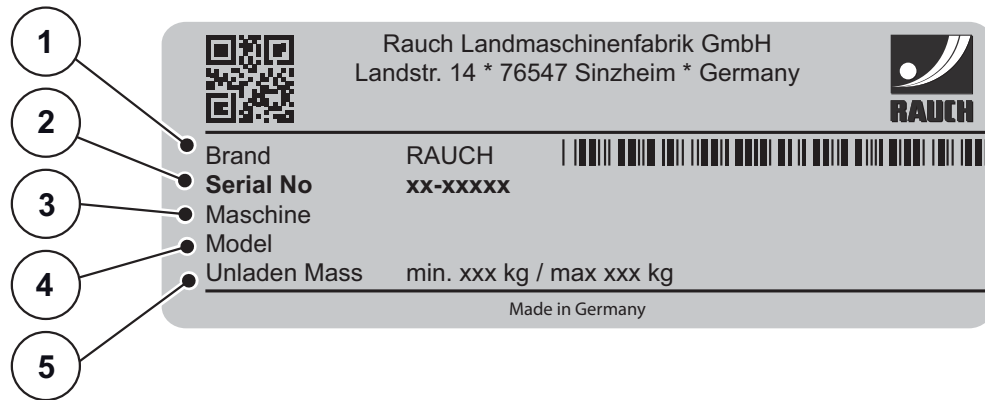 1
2
3
4
5
Rauch Landmaschinenfabrik GmbH
Landstr. 14 * 76547 Sinzheim * Germany
RAUCH
Brand RAUCH
Serial No xx-xxxxx
Maschine
Model
Unladen Mass min. xxx kg / max xxx kg
Made in Germany